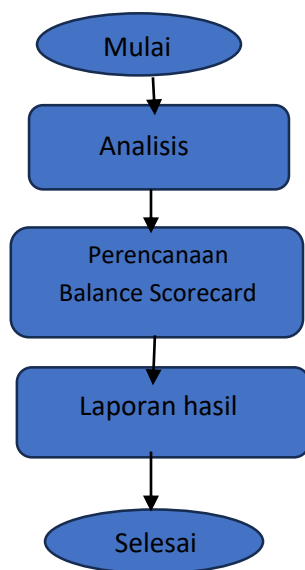 Mulai
Analisis
Perencanaan
Balance Scorecard
Laporan hasil
Selesai